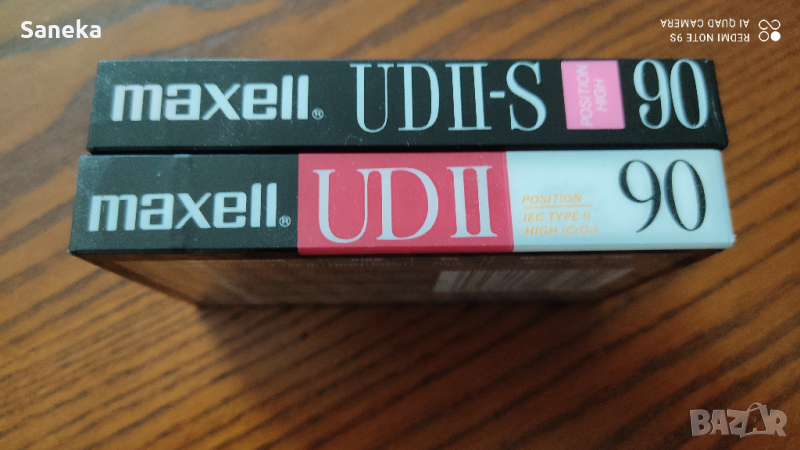 Saneka
REDMI NOTE 9S
AI QUAD CAMERA
maxell® UDII-S POSITION HIGH 90
maxell® UDII POSITION IEC TYPE II HIGH (CrO₂) 90
BAZAR